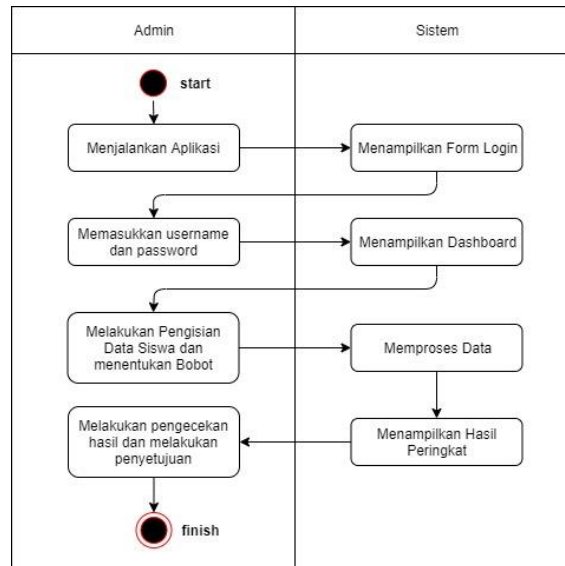 Admin
Sistem
start
Menjalankan Aplikasi
Menampilkan Form Login
Memasukkan username
dan password
Menampilkan Dashboard
Melakukan Pengisian
Data Siswa dan
menentukan Bobot
Memproses Data
Menampilkan Hasil
Peringkat
Melakukan pengecekan
hasil dan melakukan
penyetujuan
finish